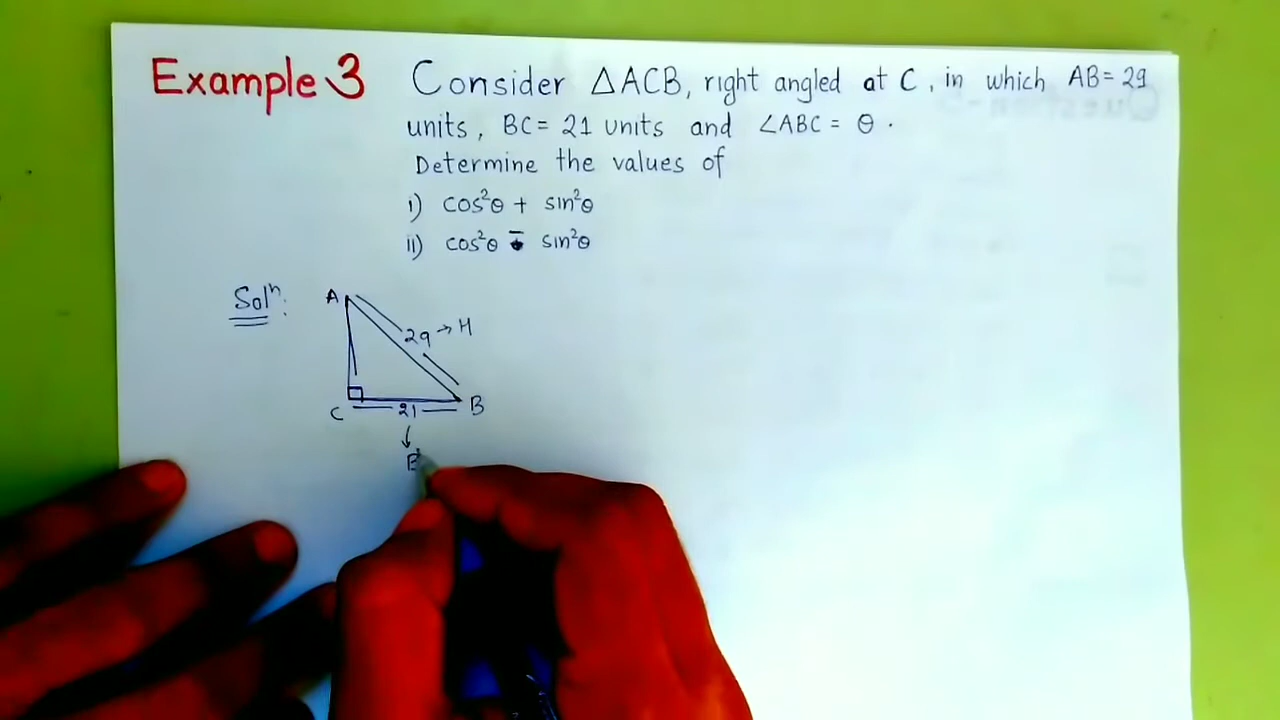 Example 3 Consider △ACB, right angled at C, in which AB= 29
units, BC= 21 units and ∠ABC = θ.
Determine the values of
i) cos²θ + sin²θ
ii) cos²θ - sin²θ
Solⁿ:
A
29 → H
C 21 B
↓
B